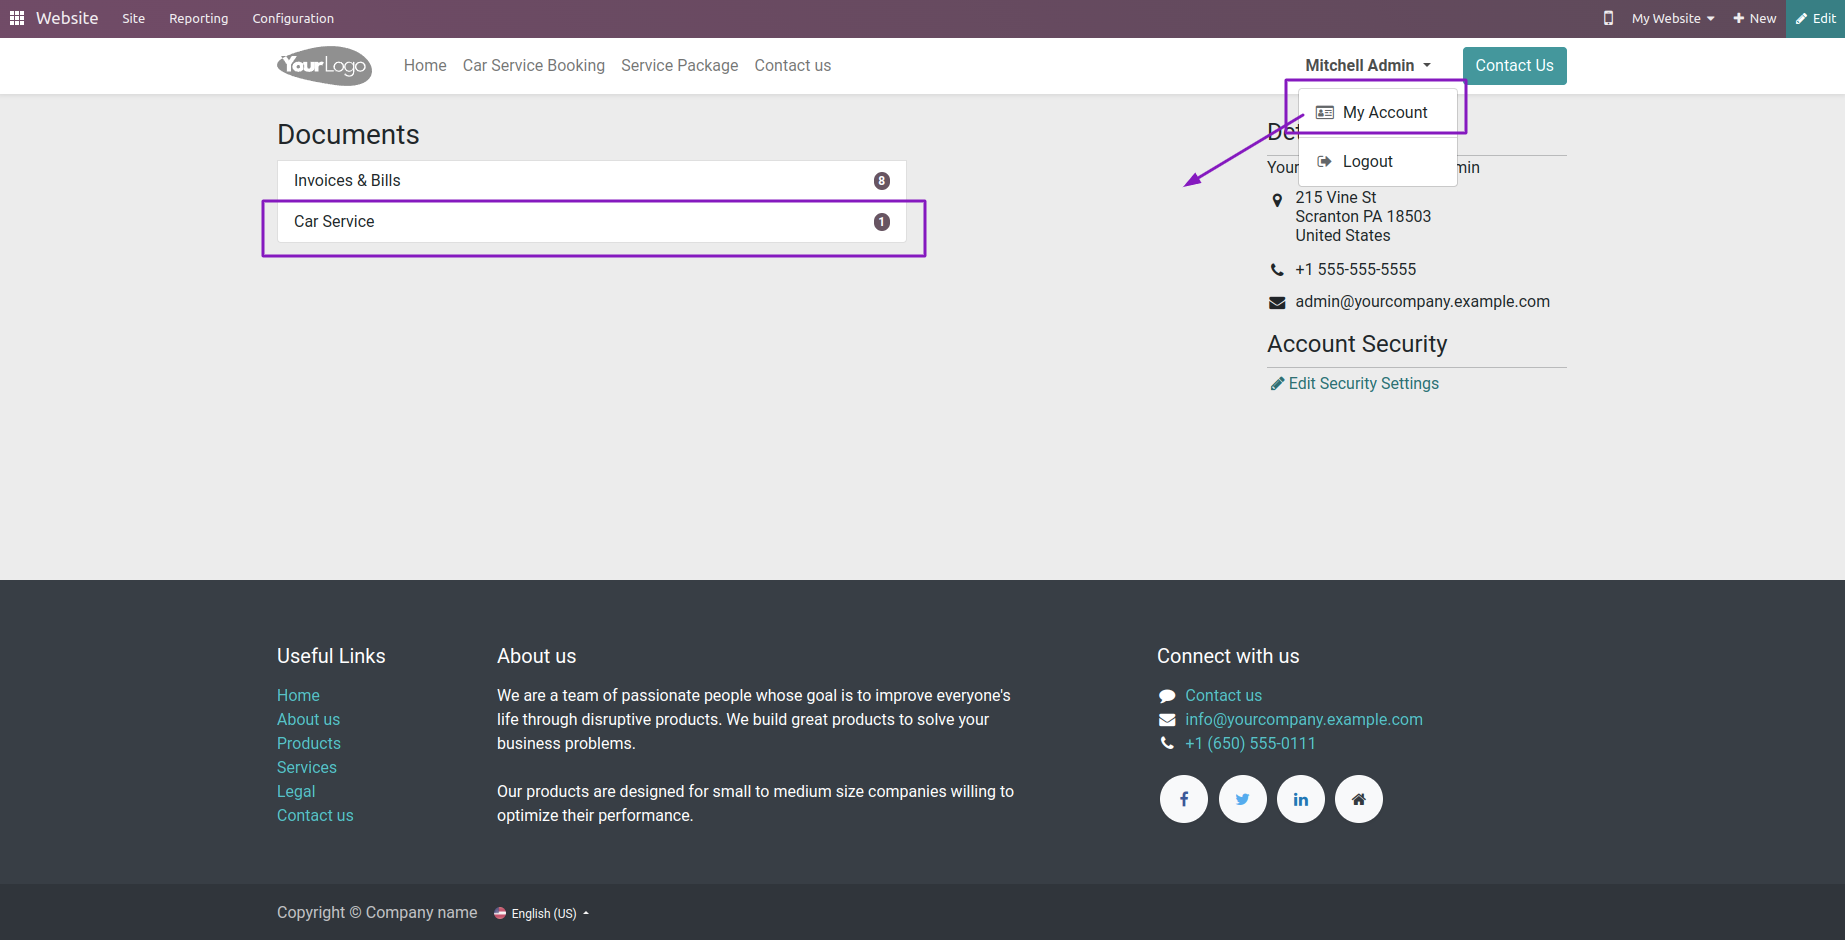 Website Site Reporting Configuration My Website New Edit
YourLogo Home Car Service Booking Service Package Contact us Mitchell Admin Contact Us
My Account
Logout
Documents
Invoices & Bills 8
Car Service 1
215 Vine St
Scranton PA 18503
United States
+1 555-555-5555
admin@yourcompany.example.com
Account Security
Edit Security Settings
Useful Links
Home
About us
Products
Services
Legal
Contact us
About us
We are a team of passionate people whose goal is to improve everyone's
life through disruptive products. We build great products to solve your
business problems.
Our products are designed for small to medium size companies willing to
optimize their performance.
Connect with us
Contact us
info@yourcompany.example.com
+1 (650) 555-0111
Copyright © Company name English (US)